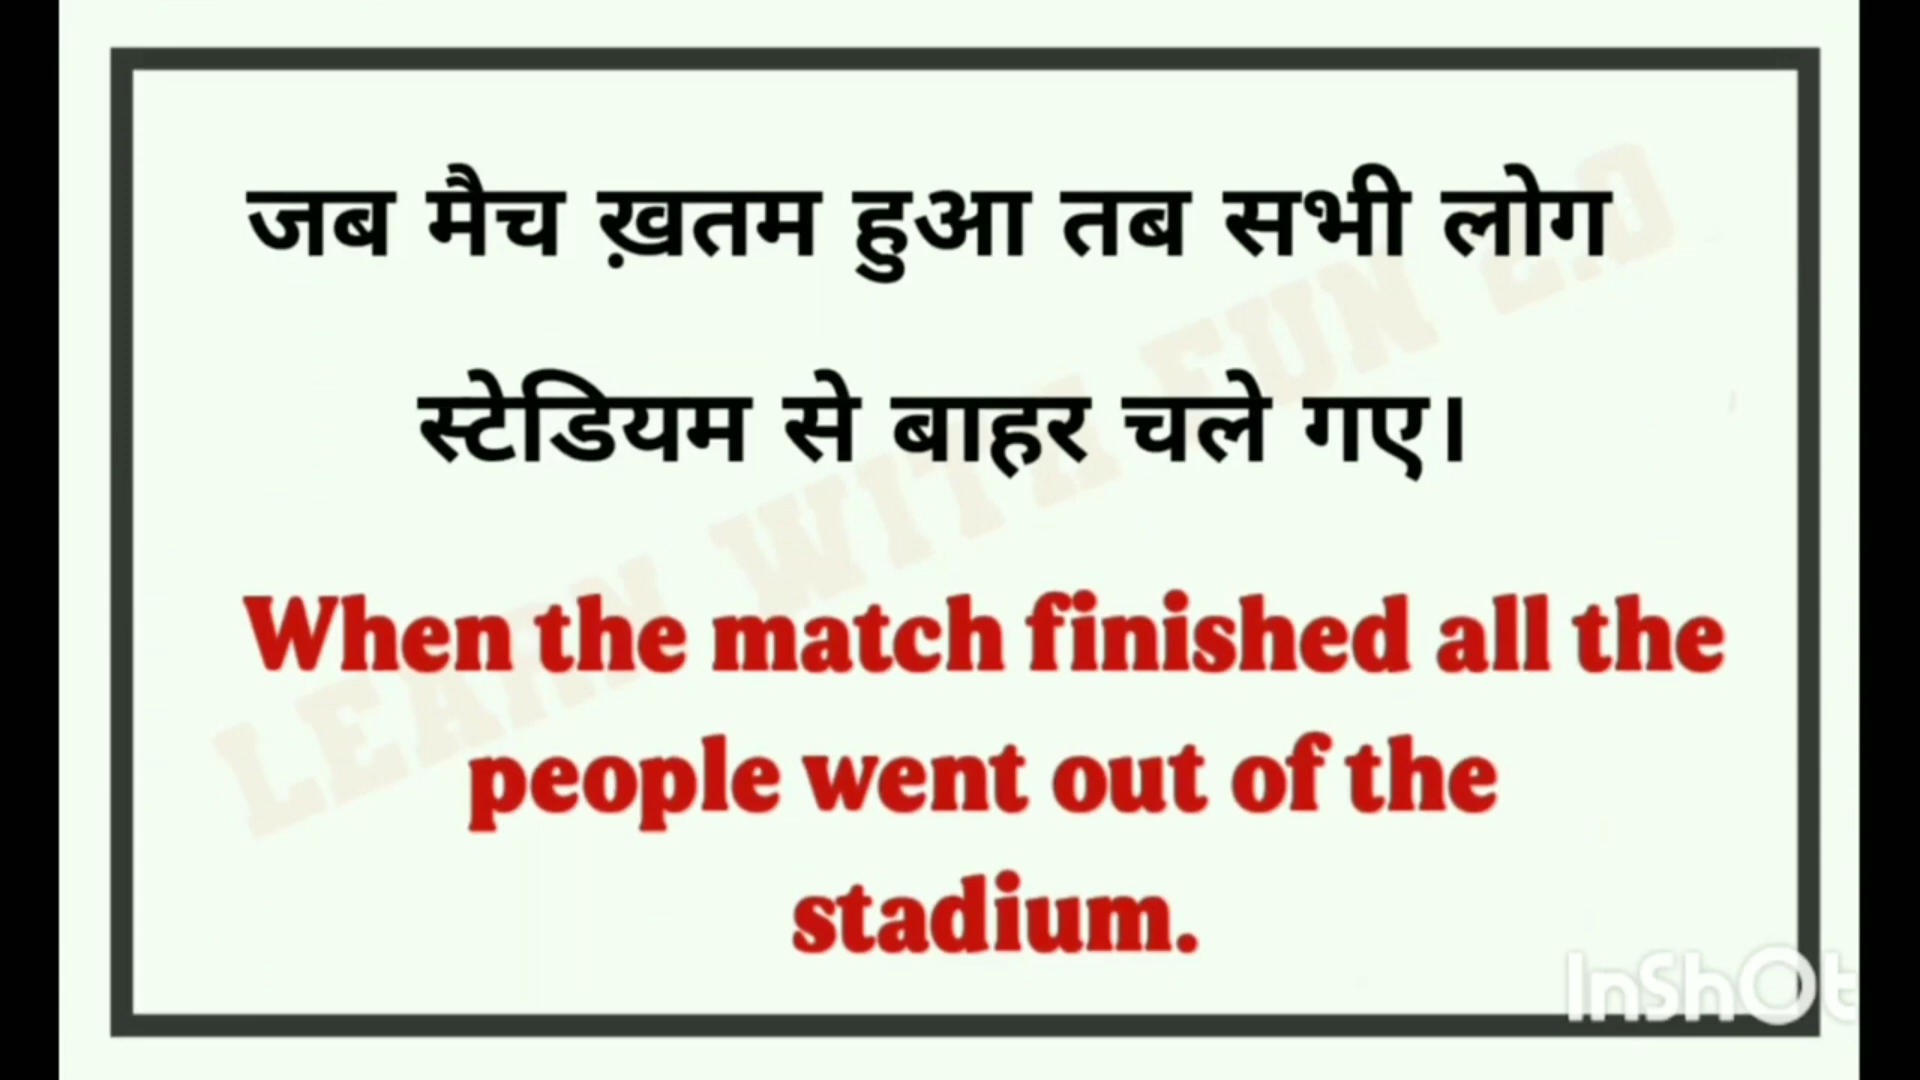 जब मैच ख़तम हुआ तब सभी लोग
स्टेडियम से बाहर चले गए।
When the match finished all the
people went out of the
stadium.
LEARN WITH FUN 2.0
InShOt